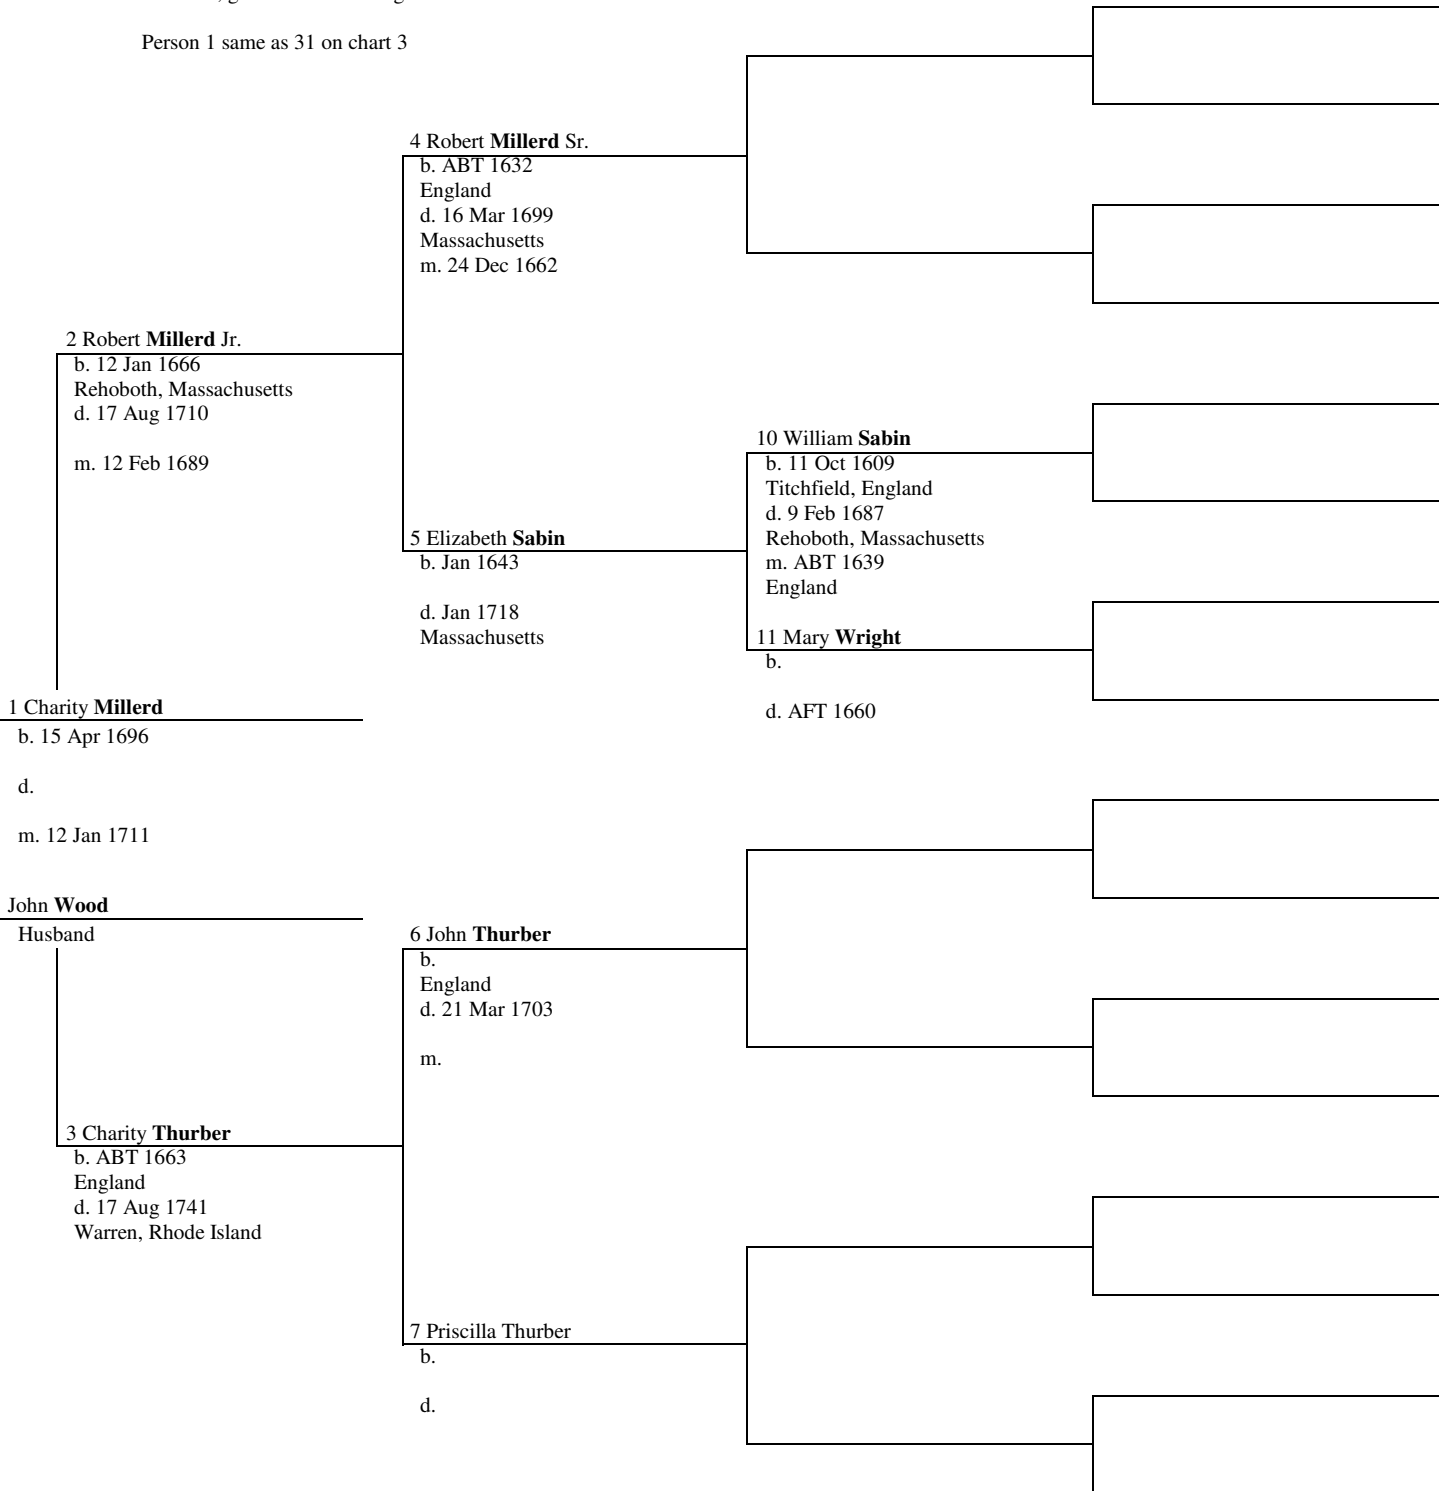 Person 1 same as 31 on chart 3
4 Robert Millerd Sr.
b. ABT 1632
England
d. 16 Mar 1699
Massachusetts
m. 24 Dec 1662
2 Robert Millerd Jr.
b. 12 Jan 1666
Rehoboth, Massachusetts
d. 17 Aug 1710
m. 12 Feb 1689
10 William Sabin
b. 11 Oct 1609
Titchfield, England
d. 9 Feb 1687
Rehoboth, Massachusetts
m. ABT 1639
England
5 Elizabeth Sabin
b. Jan 1643
d. Jan 1718
Massachusetts
11 Mary Wright
b.
d. AFT 1660
1 Charity Millerd
b. 15 Apr 1696
d.
m. 12 Jan 1711
John Wood
Husband
6 John Thurber
b.
England
d. 21 Mar 1703
m.
3 Charity Thurber
b. ABT 1663
England
d. 17 Aug 1741
Warren, Rhode Island
7 Priscilla Thurber
b.
d.